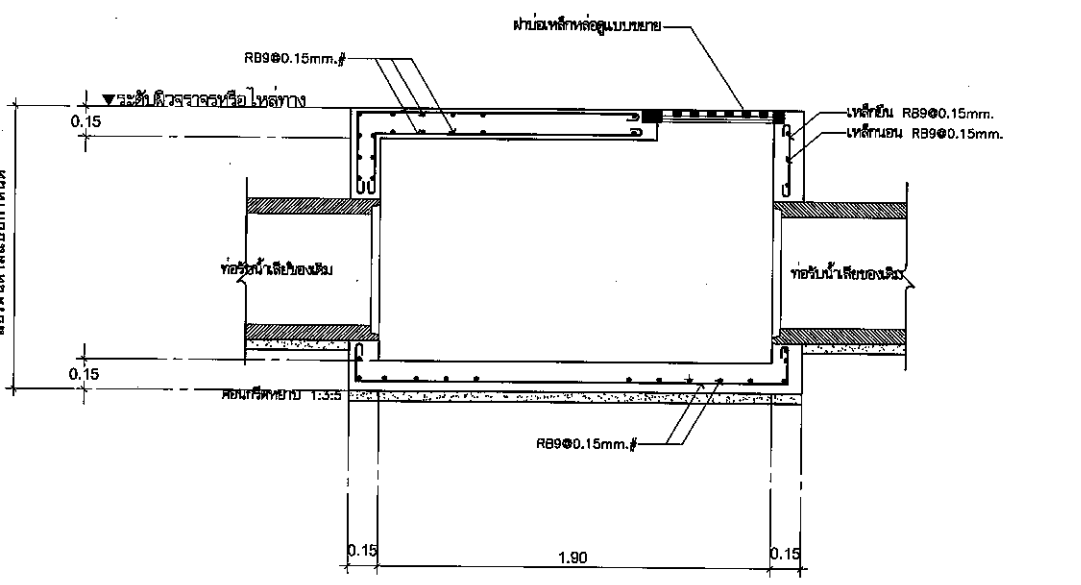 ฝาบ่อเหล็กหล่อดูแบบขยาย
RB9@0.15mm.#
▼ระดับผิวจราจรหรือไหล่ทาง
0.15
เหล็กยืน RB9@0.15mm.
เหล็กนอน RB9@0.15mm.
ท่อรับน้ำเสียของเดิม
ท่อรับน้ำเสียของเดิม
0.15
คอนกรีตหยาบ 1:3:5
RB9@0.15mm.#
0.15
1.90
0.15